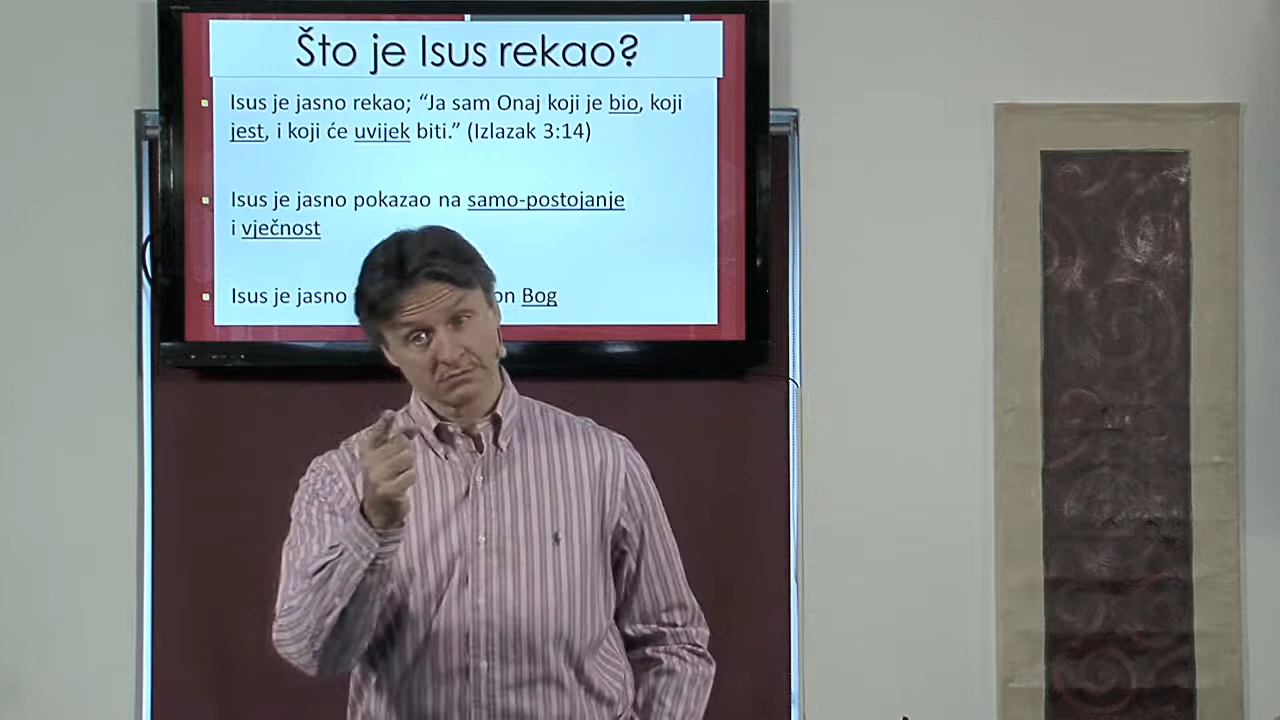 Što je Isus rekao?
Isus je jasno rekao; “Ja sam Onaj koji je bio, koji
jest, i koji će uvijek biti.” (Izlazak 3:14)
Isus je jasno pokazao na samo-postojanje
i vječnost
Isus je jasno on Bog